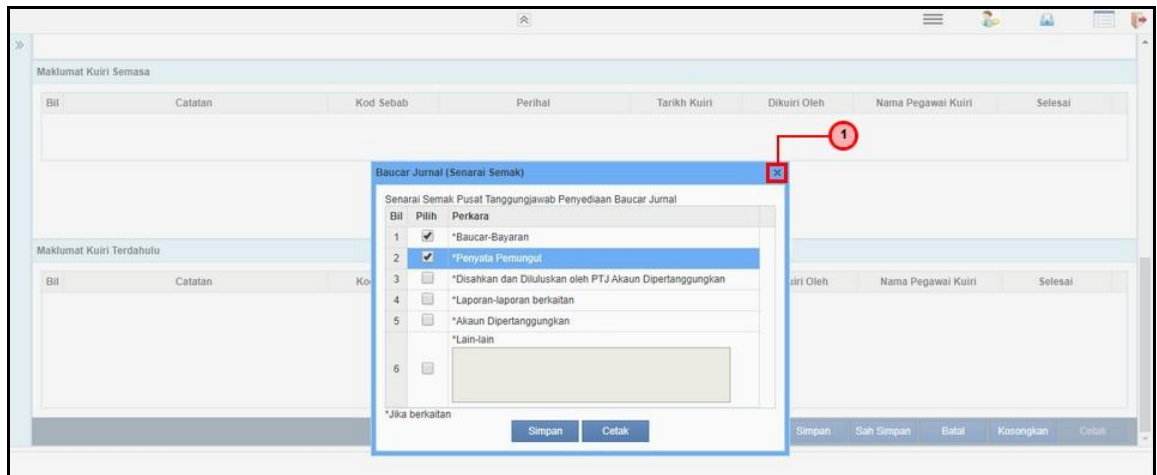 Maklumat Kuiri Semasa
Bil Catatan Kod Sebab Perihal Tarikh Kuiri Dikuiri Oleh Nama Pegawai Kuiri Selesai
1
Baucar Jurnal (Senarai Semak)
Senarai Semak Pusat Tanggungjawab Penyediaan Baucar Jurnal
Bil Pilih Perkara
1 *Baucar-Bayaran
2 *Penyata Pemungut
3 *Disahkan dan Diluluskan oleh PTJ Akaun Dipertanggungkan
4 *Laporan-laporan berkaitan
5 *Akaun Dipertanggungkan
*Lain-lain
6
*Jika berkaitan
Simpan Cetak
Maklumat Kuiri Terdahulu
Bil Catatan Ko uiri Oleh Nama Pegawai Kuiri Selesai
Simpan Sah Simpan Batal Kosongkan Cetak